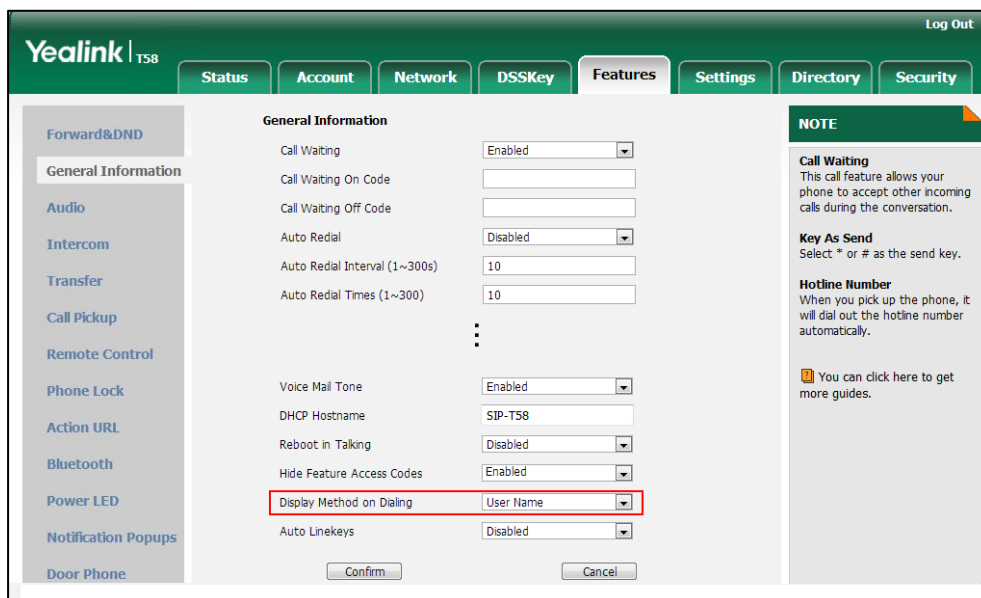 Log Out
Yealink | T58
Status Account Network DSSKey Features Settings Directory Security
Forward&DND
General Information
Audio
Intercom
Transfer
Call Pickup
Remote Control
Phone Lock
Action URL
Bluetooth
Power LED
Notification Popups
Door Phone
General Information
Call Waiting Enabled
Call Waiting On Code
Call Waiting Off Code
Auto Redial Disabled
Auto Redial Interval (1~300s) 10
Auto Redial Times (1~300) 10
Voice Mail Tone Enabled
DHCP Hostname SIP-T58
Reboot in Talking Disabled
Hide Feature Access Codes Enabled
Display Method on Dialing User Name
Auto Linekeys Disabled
Confirm Cancel
NOTE
Call Waiting
This call feature allows your
phone to accept other incoming
calls during the conversation.
Key As Send
Select * or # as the send key.
Hotline Number
When you pick up the phone, it
will dial out the hotline number
automatically.
? You can click here to get
more guides.